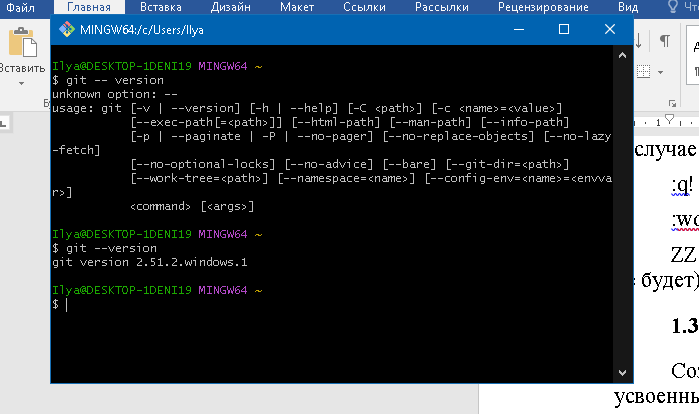 Файл Главная Вставка Дизайн Макет Ссылки Рассылки Рецензирование Вид
MINGW64:/c/Users/Ilya
Вставить
Ilya@DESKTOP-1DENI19 MINGW64 ~
$ git -- version
unknown option: --
usage: git [-v | --version] [-h | --help] [-C <path>] [-c <name>=<value>]
[--exec-path[=<path>]] [--html-path] [--man-path] [--info-path]
[-p | --paginate | -P | --no-pager] [--no-replace-objects] [--no-lazy
-fetch]
[--no-optional-locks] [--no-advice] [--bare] [--git-dir=<path>]
[--work-tree=<path>] [--namespace=<name>] [--config-env=<name>=<envva
r>]
<command> [<args>]
Ilya@DESKTOP-1DENI19 MINGW64 ~
$ git --version
git version 2.51.2.windows.1
Ilya@DESKTOP-1DENI19 MINGW64 ~
$
1
случае
:q!
ZZ
будет)
1.3